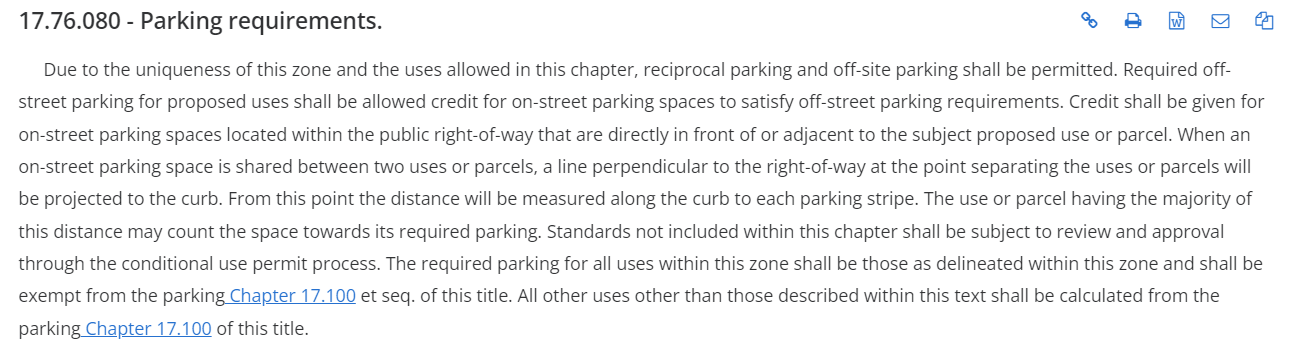 17.76.080 - Parking requirements.
Due to the uniqueness of this zone and the uses allowed in this chapter, reciprocal parking and off-site parking shall be permitted. Required off-
street parking for proposed uses shall be allowed credit for on-street parking spaces to satisfy off-street parking requirements. Credit shall be given for
on-street parking spaces located within the public right-of-way that are directly in front of or adjacent to the subject proposed use or parcel. When an
on-street parking space is shared between two uses or parcels, a line perpendicular to the right-of-way at the point separating the uses or parcels will
be projected to the curb. From this point the distance will be measured along the curb to each parking stripe. The use or parcel having the majority of
this distance may count the space towards its required parking. Standards not included within this chapter shall be subject to review and approval
through the conditional use permit process. The required parking for all uses within this zone shall be those as delineated within this zone and shall be
exempt from the parking Chapter 17.100 et seq. of this title. All other uses other than those described within this text shall be calculated from the
parking Chapter 17.100 of this title.